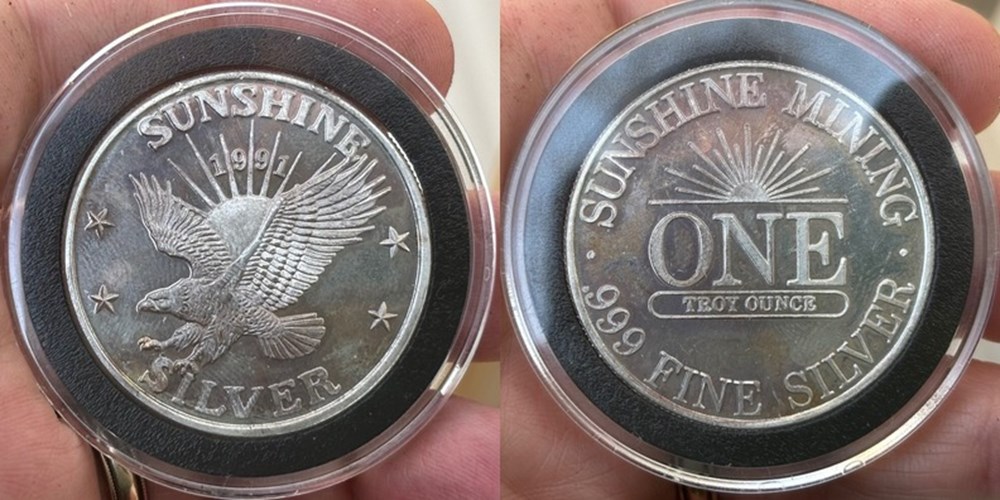 SUNSHINE
1991
SILVER
SUNSHINE MINING
ONE
TROY OUNCE
.999 FINE SILVER